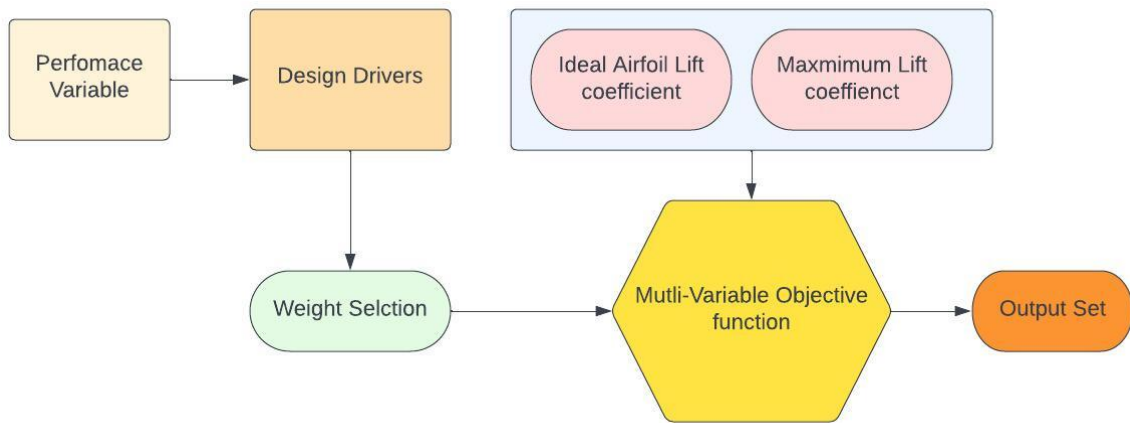 Perfomace
Variable
Design Drivers
Ideal Airfoil Lift
coefficient
Maxmimum Lift
coeffienct
Weight Selction
Mutli-Variable Objective
function
Output Set